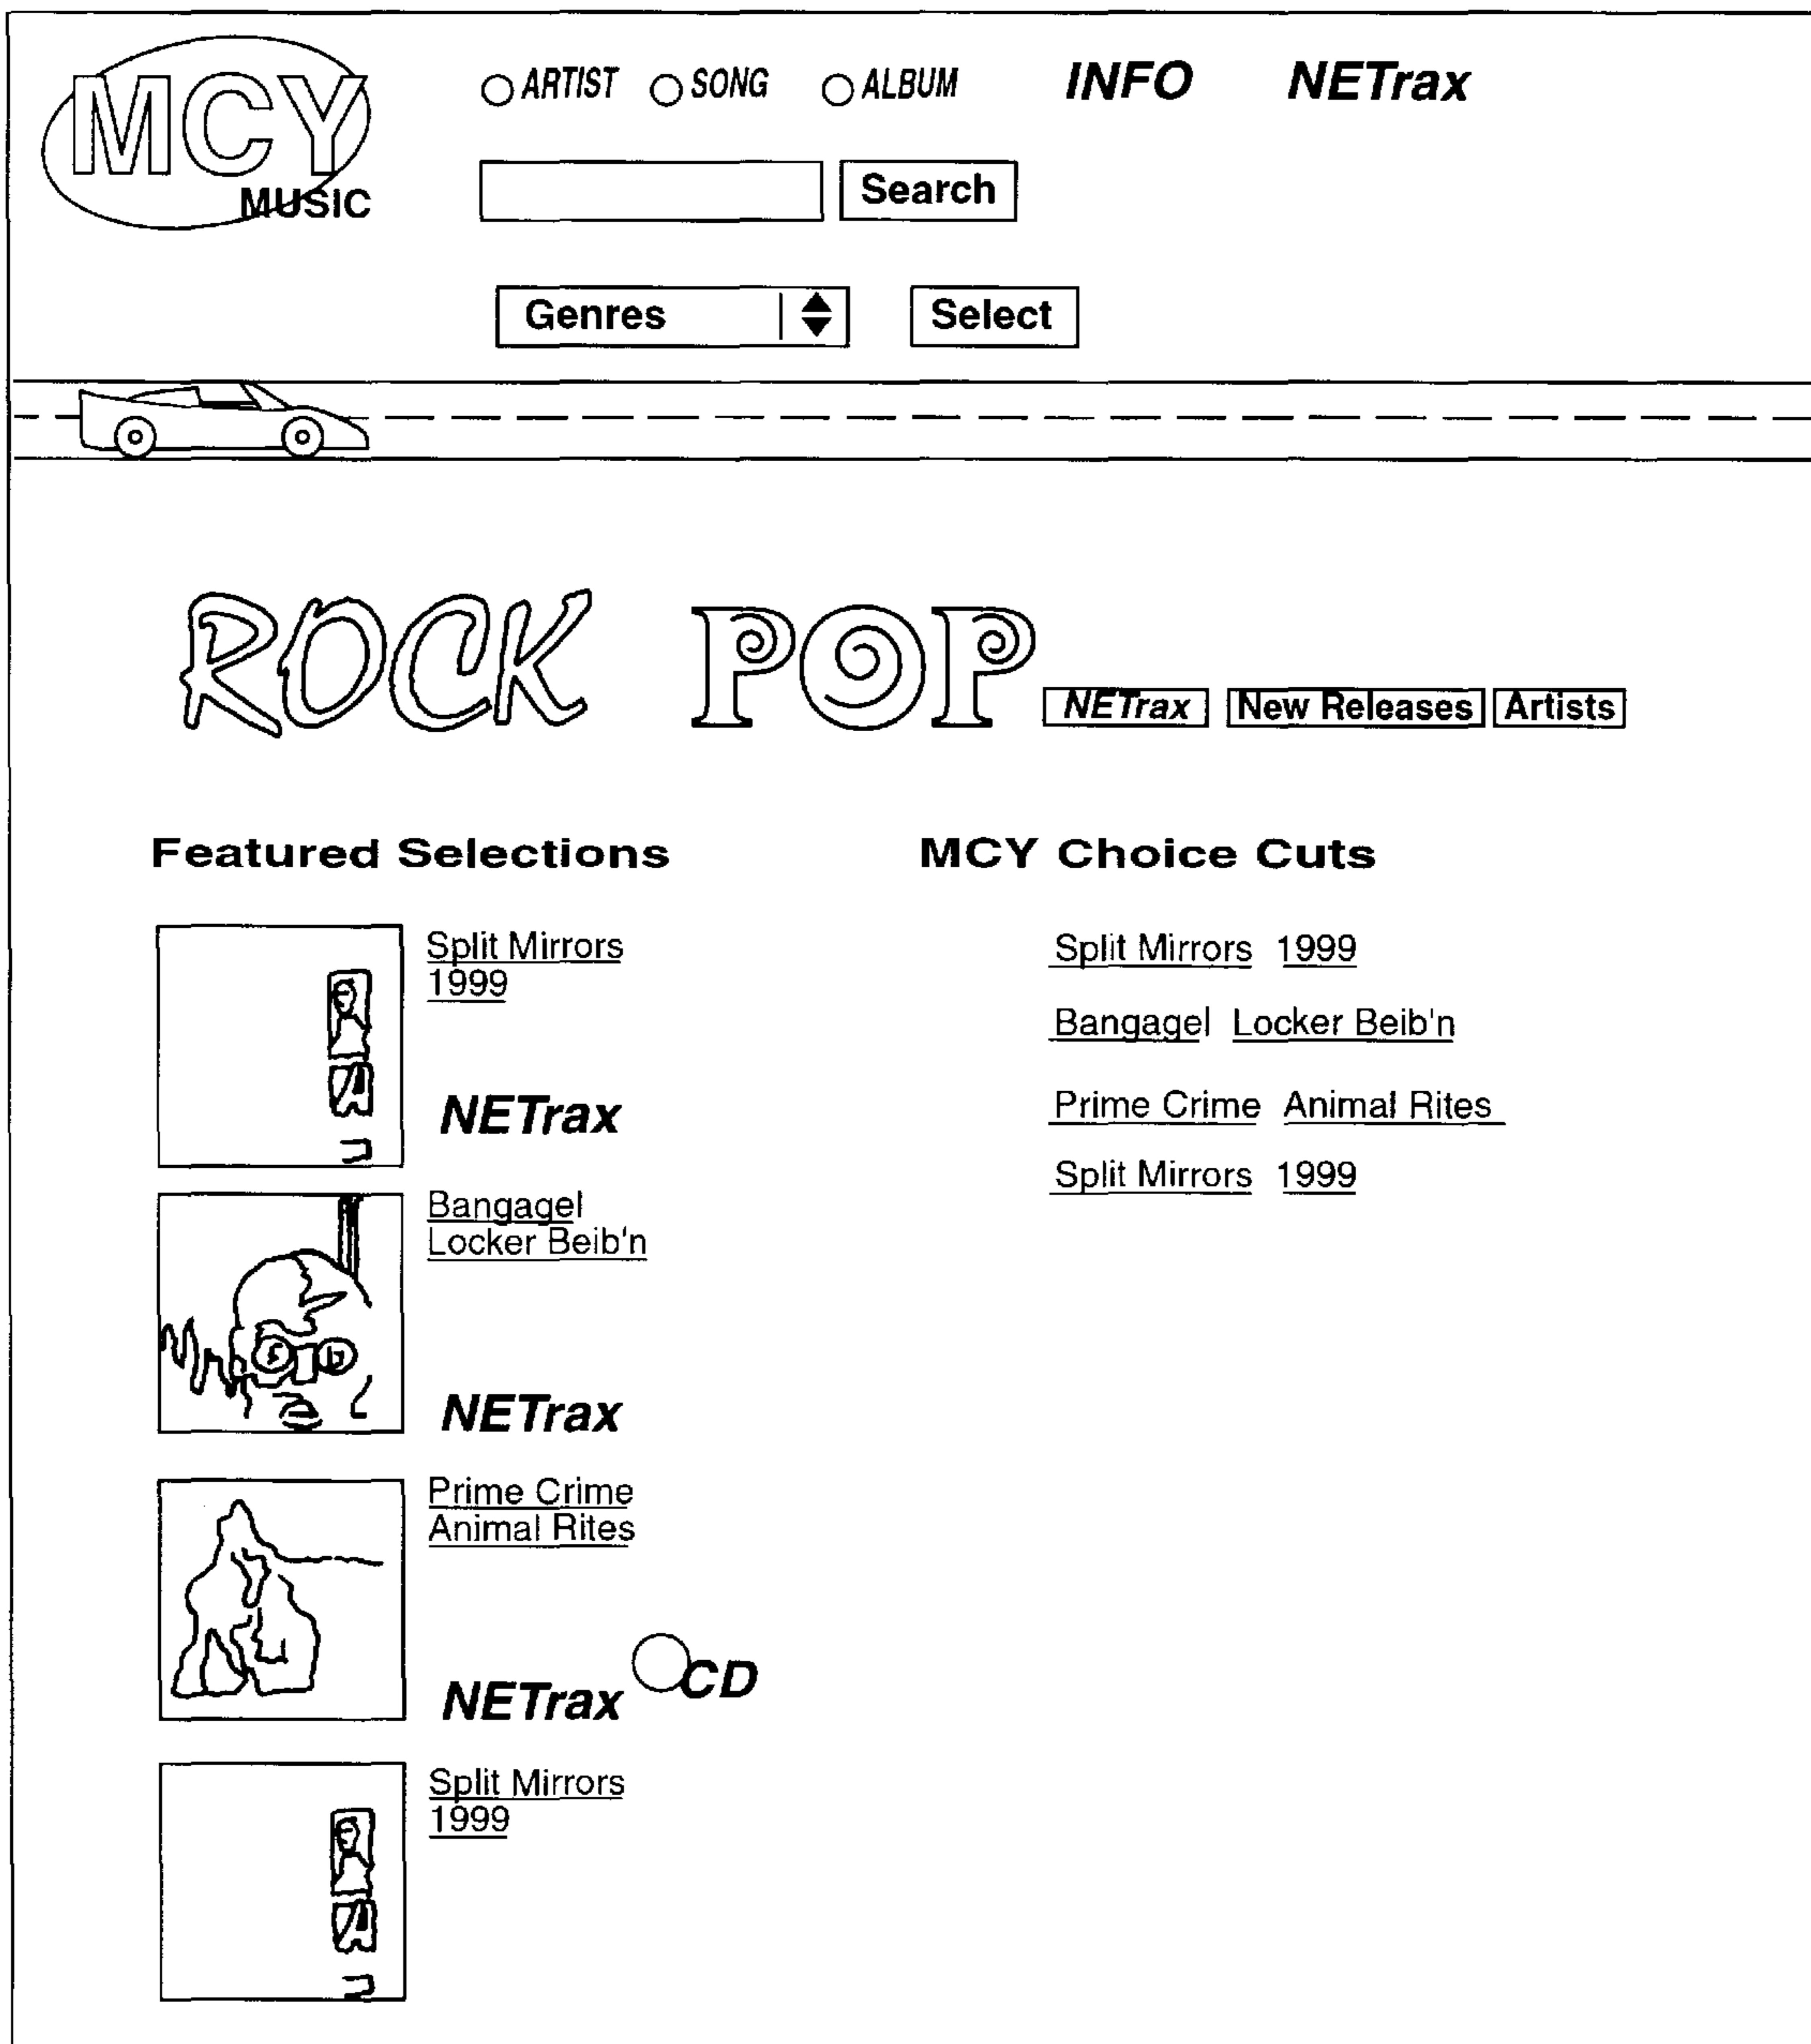 MCY
MUSIC
ARTIST SONG ALBUM INFO NETrax
Search
Genres Select
ROCK POP NETrax New Releases Artists
Featured Selections
Split Mirrors
1999
NETrax
Bangagel
Locker Beib'n
NETrax
Prime Crime
Animal Rites
NETrax CD
Split Mirrors
1999
MCY Choice Cuts
Split Mirrors 1999
Bangagel Locker Beib'n
Prime Crime Animal Rites
Split Mirrors 1999